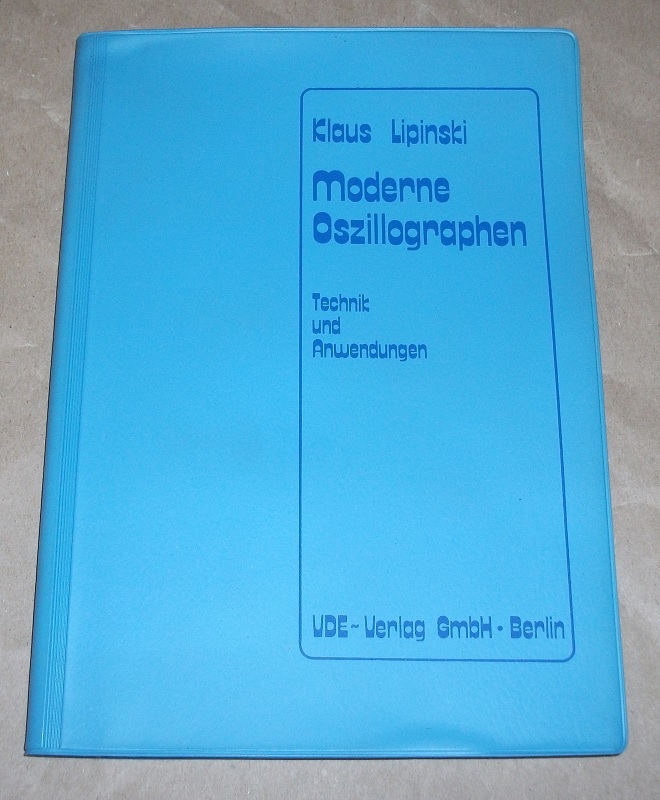 Klaus Lipinski
Moderne
Oszillographen
Technik
und
Anwendungen
VDE-Verlag GmbH • Berlin